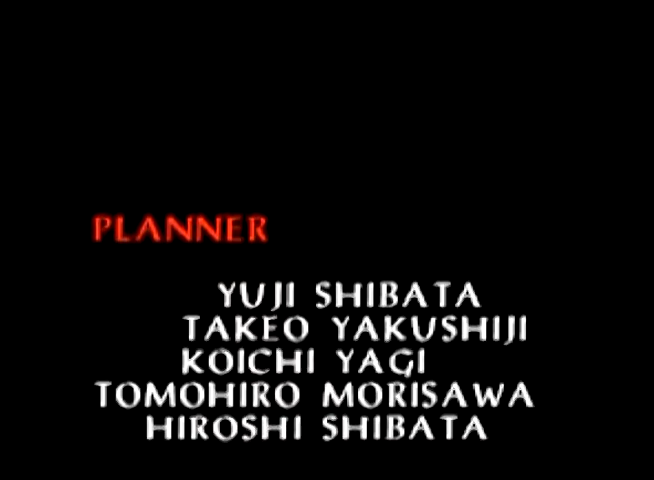 PLANNER
YUJI SHIBATA
TAKEO YAKUSHIJI
KOICHI YAGI
TOMOHIRO MORISAWA
HIROSHI SHIBATA